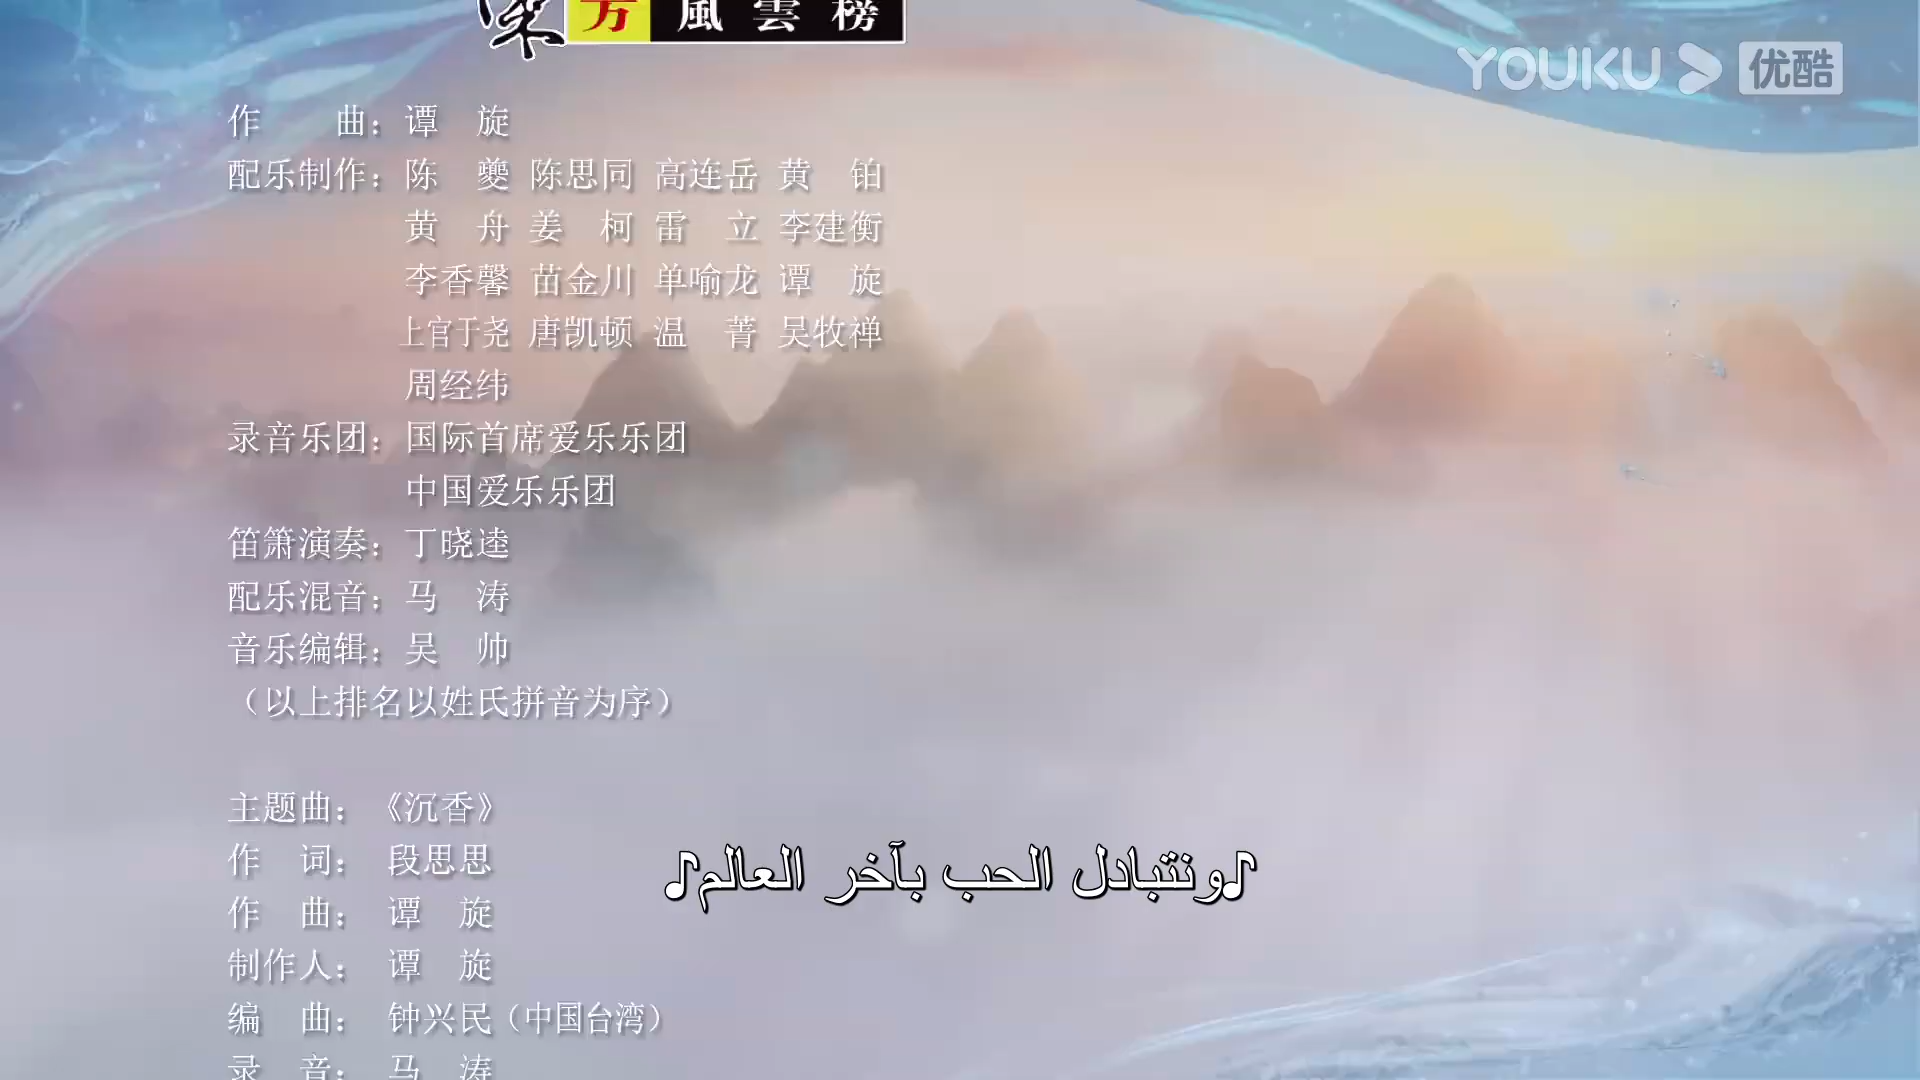 方風雲榜
YOUKU 优酷
作 曲：谭 旋
配乐制作：陈 夔 陈思同 高连岳 黄 铂
黄 舟 姜 柯 雷 立 李建衡
李香馨 苗金川 单喻龙 谭 旋
上官于尧 唐凯顿 温 菁 吴牧禅
周经纬
录音乐团：国际首席爱乐乐团
中国爱乐乐团
笛箫演奏：丁晓逵
配乐混音：马 涛
音乐编辑：吴 帅
（以上排名以姓氏拼音为序）
主题曲：《沉香》
作 词： 段思思
♪ونتبادل الحب بآخر العالم♪
作 曲： 谭 旋
制作人： 谭 旋
编 曲： 钟兴民（中国台湾）
录 音： 马 涛